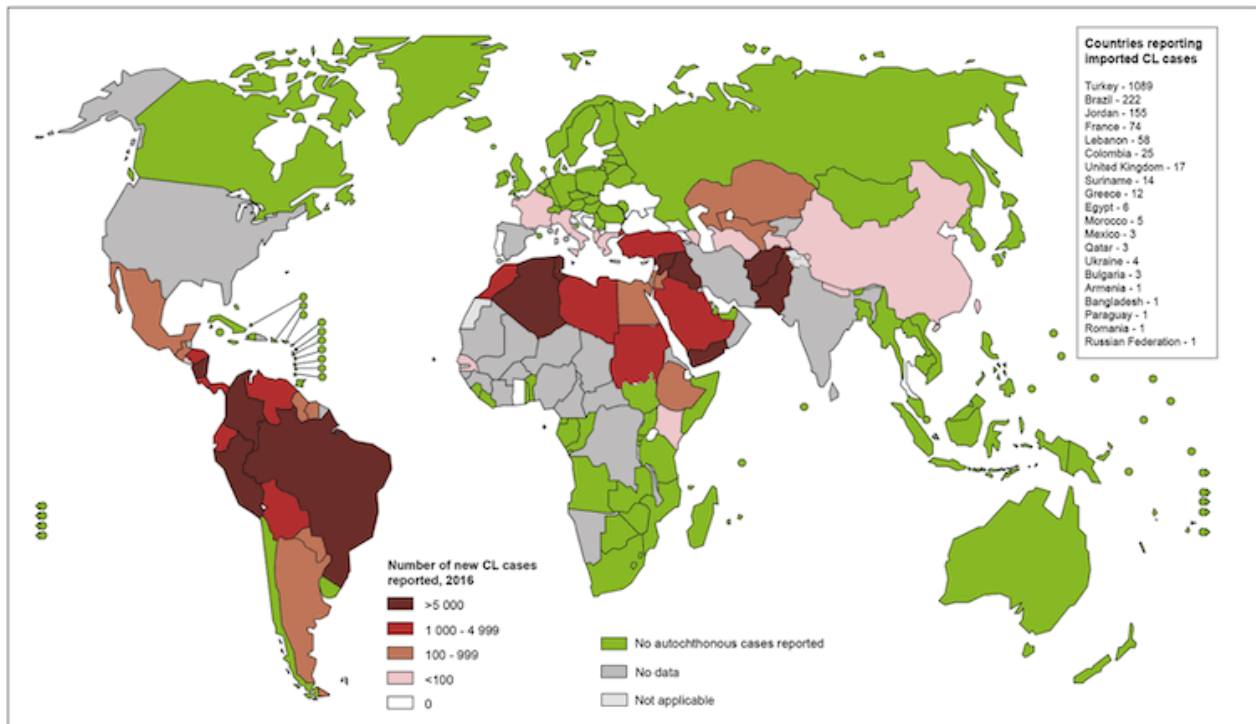 Countries reporting
imported CL cases
Turkey - 1089
Brazil - 222
Jordan - 155
France - 74
Lebanon - 58
Colombia - 25
United Kingdom - 17
Suriname - 14
Greece - 12
Egypt - 6
Morocco - 5
Mexico - 3
Qatar - 3
Ukraine - 4
Bulgaria - 3
Armenia - 1
Bangladesh - 1
Paraguay - 1
Romania - 1
Russian Federation - 1
Number of new CL cases
reported, 2016
>5 000
1 000 - 4 999
100 - 999
<100
0
No autochthonous cases reported
No data
Not applicable